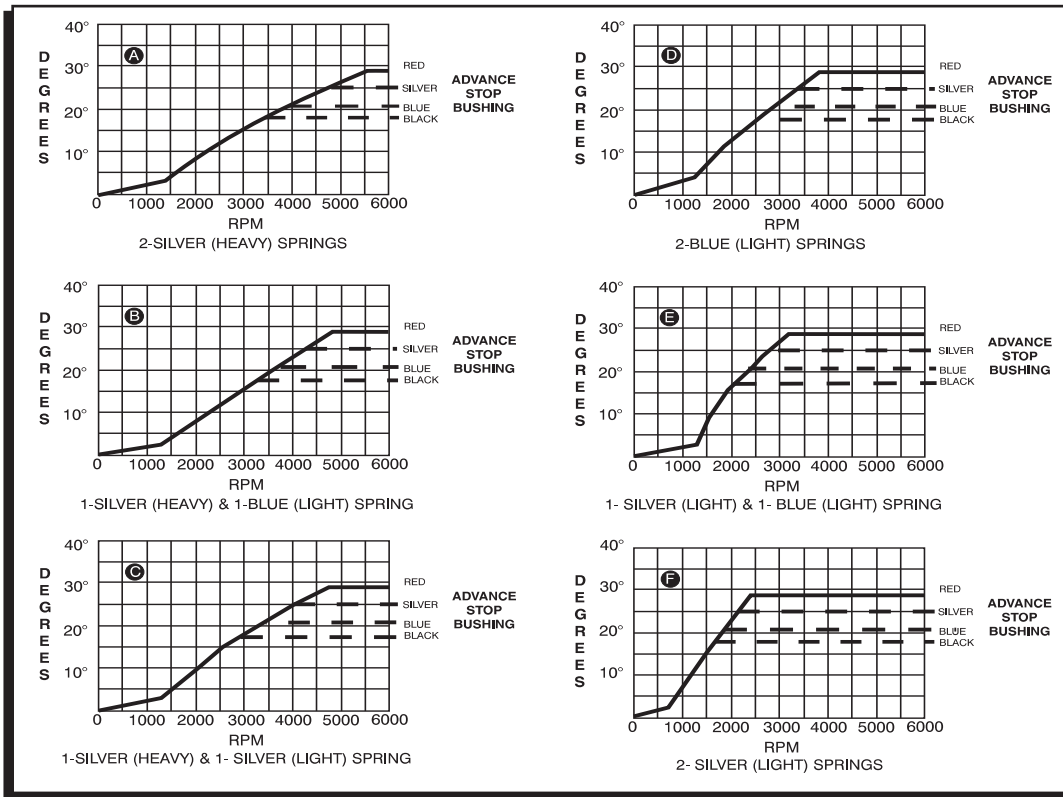 A
DEGREES
40°
30°
20°
10°
0 1000 2000 3000 4000 5000 6000
RPM
RED
SILVER
BLUE
BLACK
ADVANCE
STOP
BUSHING
2-SILVER (HEAVY) SPRINGS
D
DEGREES
40°
30°
20°
10°
0 1000 2000 3000 4000 5000 6000
RPM
RED
SILVER
BLUE
BLACK
ADVANCE
STOP
BUSHING
2-BLUE (LIGHT) SPRINGS
B
DEGREES
40°
30°
20°
10°
0 1000 2000 3000 4000 5000 6000
RPM
RED
SILVER
BLUE
BLACK
ADVANCE
STOP
BUSHING
1-SILVER (HEAVY) & 1-BLUE (LIGHT) SPRING
E
DEGREES
40°
30°
20°
10°
0 1000 2000 3000 4000 5000 6000
RPM
RED
SILVER
BLUE
BLACK
ADVANCE
STOP
BUSHING
1- SILVER (LIGHT) & 1- BLUE (LIGHT) SPRING
C
DEGREES
40°
30°
20°
10°
0 1000 2000 3000 4000 5000 6000
RPM
RED
SILVER
BLUE
BLACK
ADVANCE
STOP
BUSHING
1-SILVER (HEAVY) & 1- SILVER (LIGHT) SPRING
F
DEGREES
40°
30°
20°
10°
0 1000 2000 3000 4000 5000 6000
RPM
RED
SILVER
BLUE
BLACK
ADVANCE
STOP
BUSHING
2- SILVER (LIGHT) SPRINGS